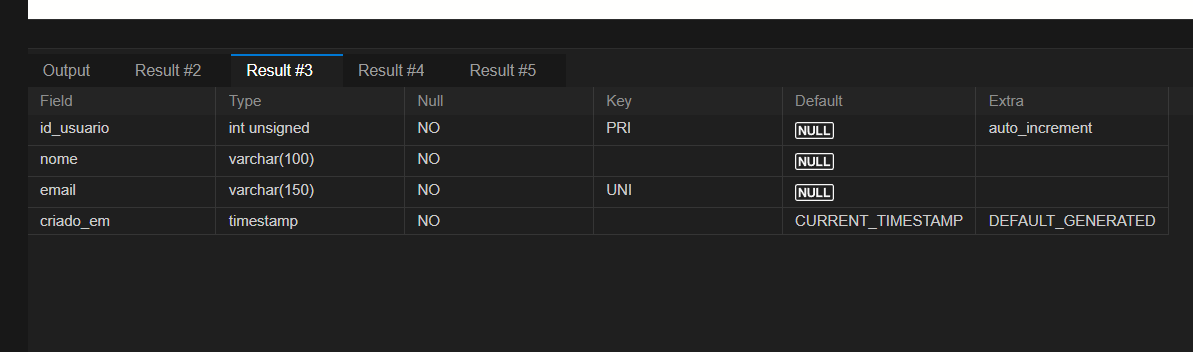 Output Result #2 Result #3 Result #4 Result #5
Field Type Null Key Default Extra
id_usuario int unsigned NO PRI NULL auto_increment
nome varchar(100) NO NULL
email varchar(150) NO UNI NULL
criado_em timestamp NO CURRENT_TIMESTAMP DEFAULT_GENERATED